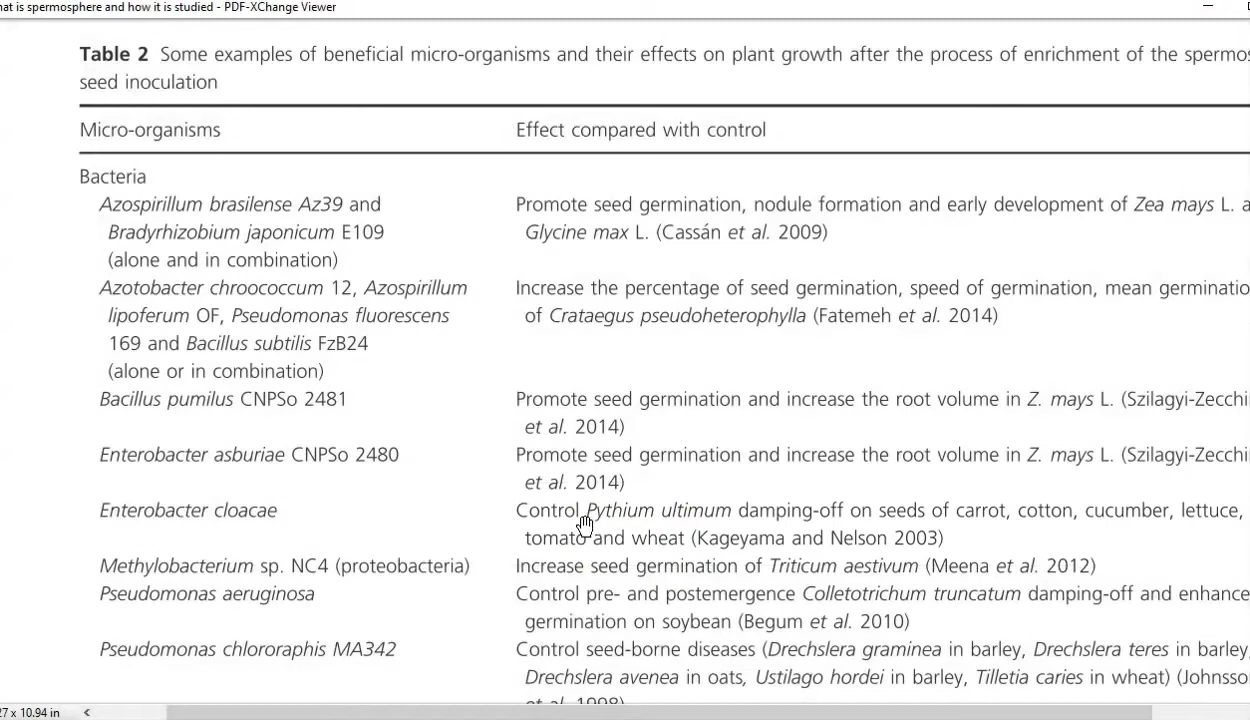 hat is spermosphere and how it is studied - PDF-XChange Viewer
Table 2 Some examples of beneficial micro-organisms and their effects on plant growth after the process of enrichment of the spermos
seed inoculation
Micro-organisms Effect compared with control
Bacteria
Azospirillum brasilense Az39 and Promote seed germination, nodule formation and early development of Zea mays L. a
Bradyrhizobium japonicum E109 Glycine max L. (Cassán et al. 2009)
(alone and in combination)
Azotobacter chroococcum 12, Azospirillum Increase the percentage of seed germination, speed of germination, mean germinatio
lipoferum OF, Pseudomonas fluorescens of Crataegus pseudoheterophylla (Fatemeh et al. 2014)
169 and Bacillus subtilis FzB24
(alone or in combination)
Bacillus pumilus CNPSo 2481 Promote seed germination and increase the root volume in Z. mays L. (Szilagyi-Zecchi
et al. 2014)
Enterobacter asburiae CNPSo 2480 Promote seed germination and increase the root volume in Z. mays L. (Szilagyi-Zecchi
et al. 2014)
Enterobacter cloacae Control Pythium ultimum damping-off on seeds of carrot, cotton, cucumber, lettuce,
tomato and wheat (Kageyama and Nelson 2003)
Methylobacterium sp. NC4 (proteobacteria) Increase seed germination of Triticum aestivum (Meena et al. 2012)
Pseudomonas aeruginosa Control pre- and postemergence Colletotrichum truncatum damping-off and enhance
germination on soybean (Begum et al. 2010)
Pseudomonas chlororaphis MA342 Control seed-borne diseases (Drechslera graminea in barley, Drechslera teres in barley,
Drechslera avenea in oats, Ustilago hordei in barley, Tilletia caries in wheat) (Johnsso
et al. 1998)
27 x 10.94 in